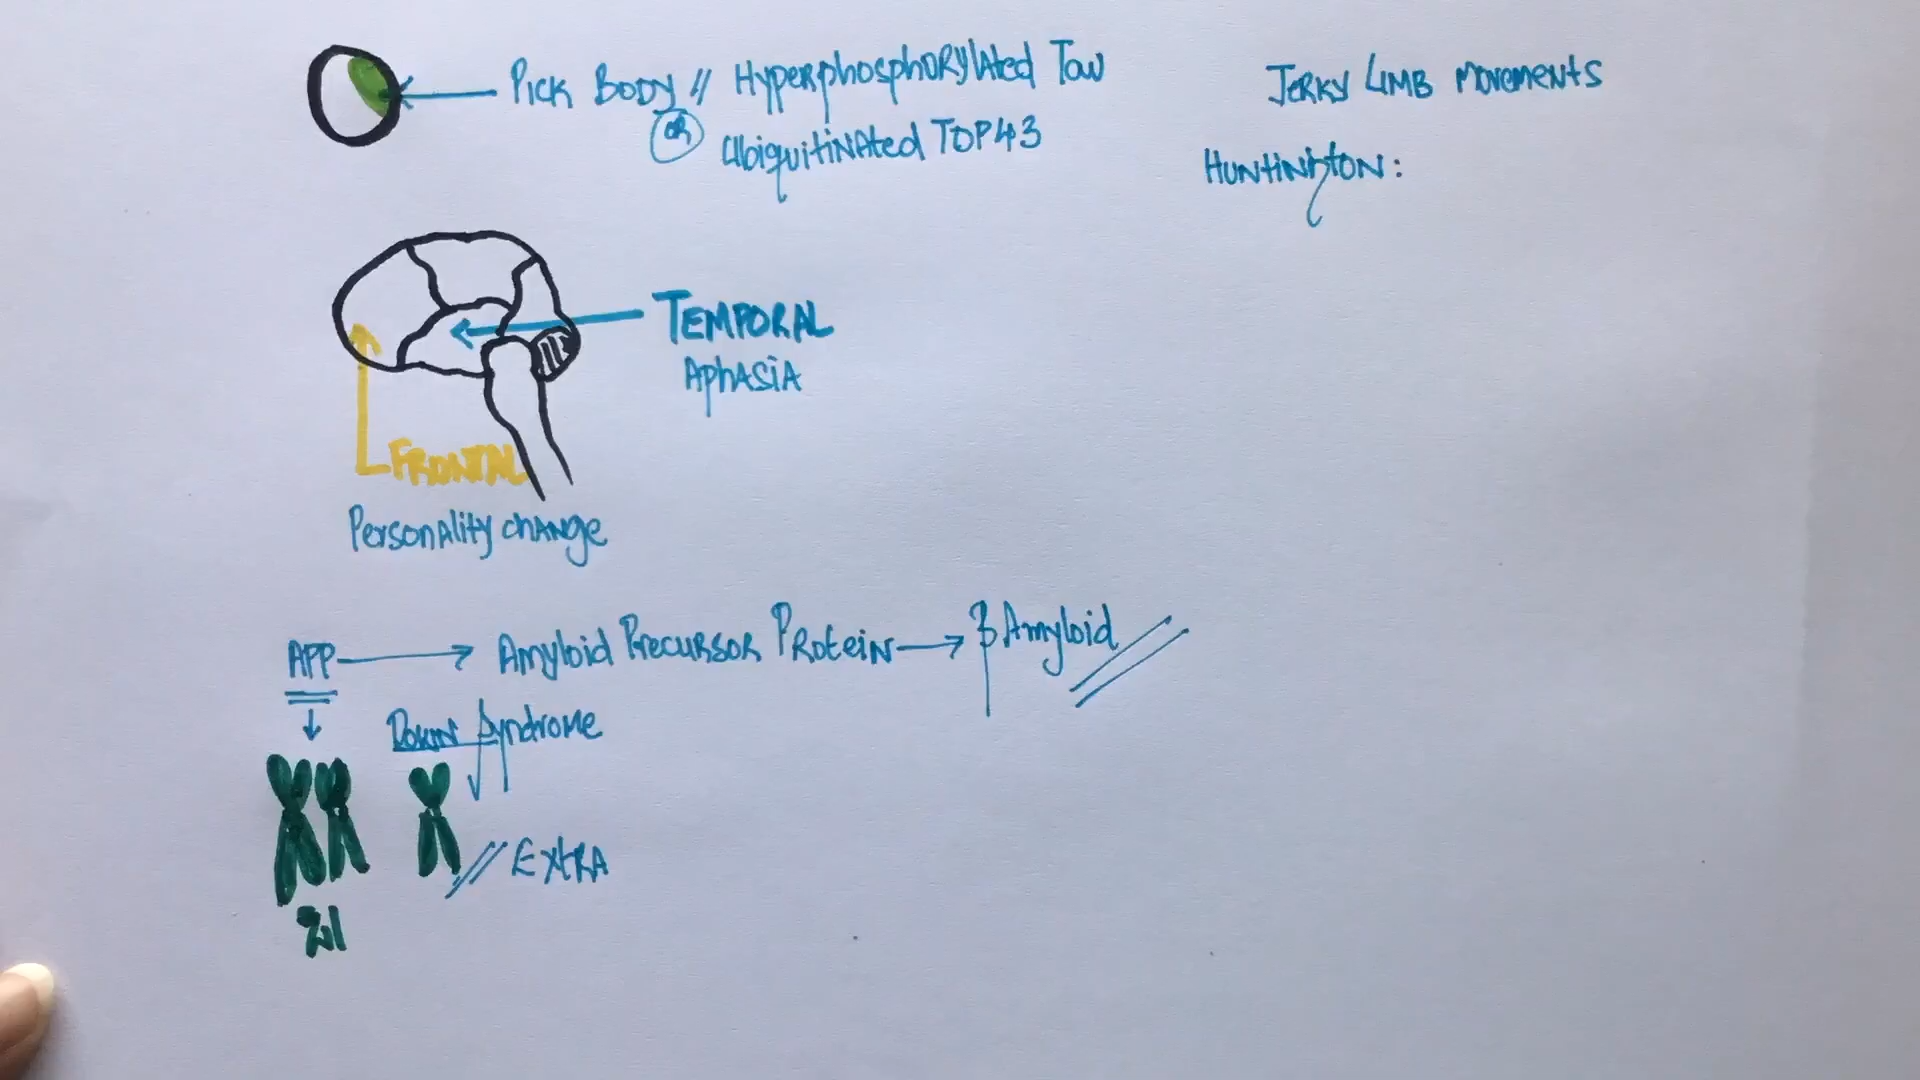 Pick Body // Hyperphosphorylated Tau
OR
Ubiquitinated TDP43
Jerky Limb Movements
Huntington:
Temporal
Aphasia
Frontal
Personality change
APP → Amyloid Precursor Protein → β Amyloid
Down Syndrome
Extra
21